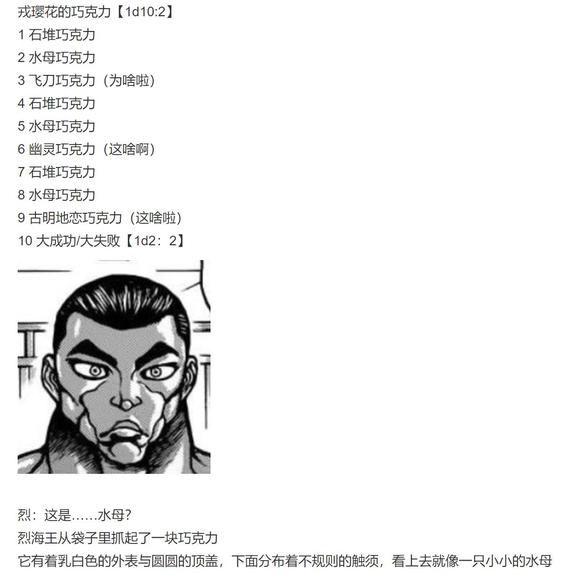 戎璎花的巧克力【1d10:2】
1 石堆巧克力
2 水母巧克力
3 飞刀巧克力（为啥啦）
4 石堆巧克力
5 水母巧克力
6 幽灵巧克力（这啥啊）
7 石堆巧克力
8 水母巧克力
9 古明地恋巧克力（这啥啦）
10 大成功/大失败【1d2：2】
烈：这是……水母？
烈海王从袋子里抓起了一块巧克力
它有着乳白色的外表与圆圆的顶盖，下面分布着不规则的触须，看上去就像一只小小的水母